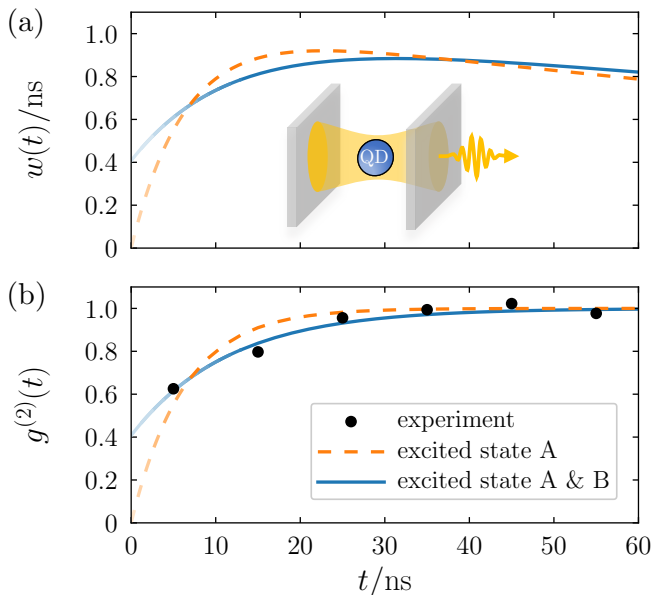 (a)
w(t)/ns
1.0
0.8
0.6
0.4
0.2
0
QD
(b)
g^{(2)}(t)
1.0
0.8
0.6
0.4
0.2
0
experiment
excited state A
excited state A & B
0 10 20 30 40 50 60
t/ns